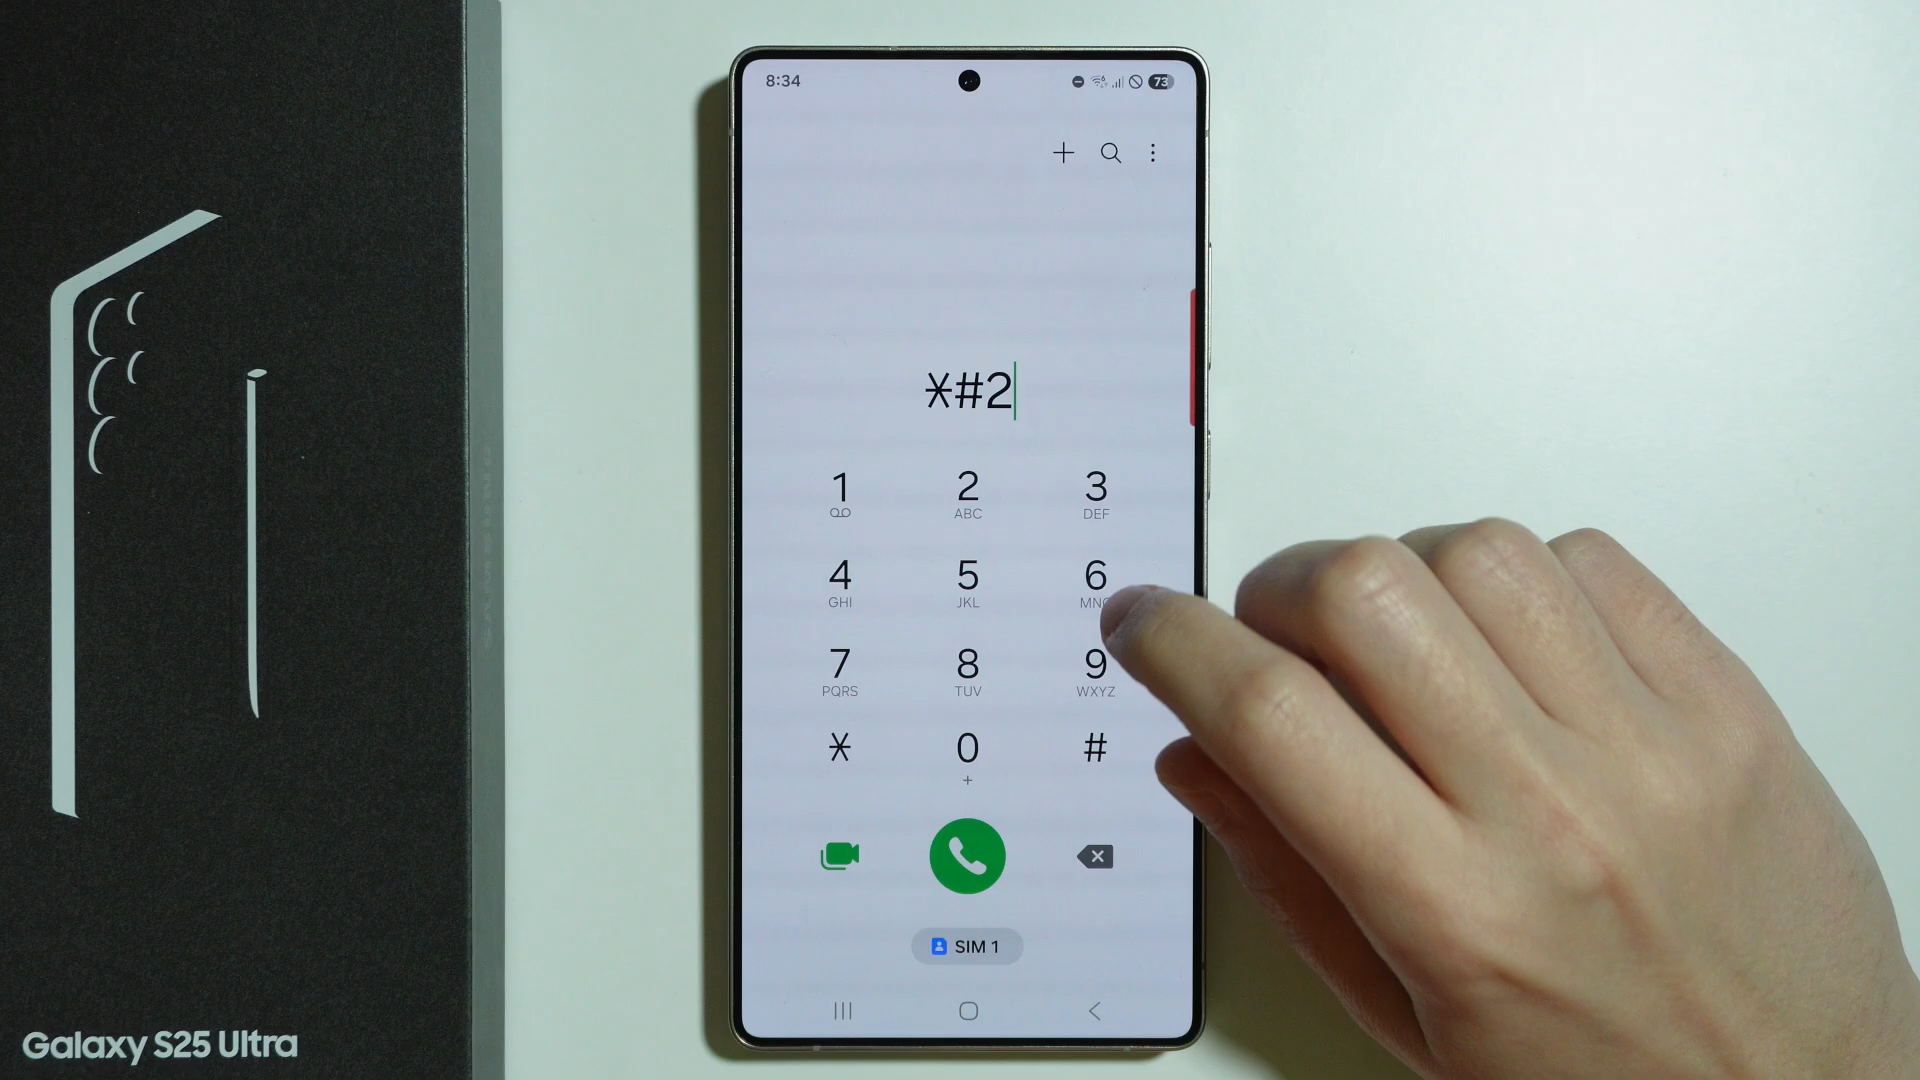 8:34
73
*#2
1 2 3
ABC DEF
4 5 6
GHI JKL MNO
7 8 9
PQRS TUV WXYZ
* 0 #
+
SIM 1
Galaxy S25 Ultra